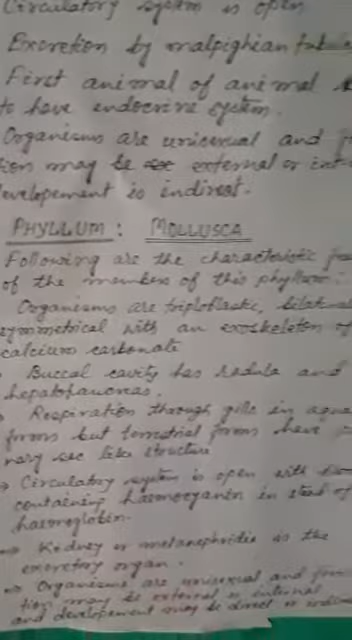 Circulatory system is open
Excretion by malpighian
First animal of animal
to have endocrine system.
Organisms are unisexual and
tion may be external or
evelopement is indirect.
PHYLLUM : MOLLUSCA
Following are the characteristic
of the members of this phyllum:
Organisms are triploblastic,
symmetrical with an exoskeleton of
calcium carbonate
Buccal cavity has radula and
hepatopancreas.
Respiration through gills in
forms but terrestrial forms have
nary sac like structure
→ Circulatory system is open with
containing haemocyanin in stead of
haemoglobin.
→ Kidney or metanephridia is the
excretory organ.
→ Organisms are unisexual and
tion may be external or internal
and developement may be direct or